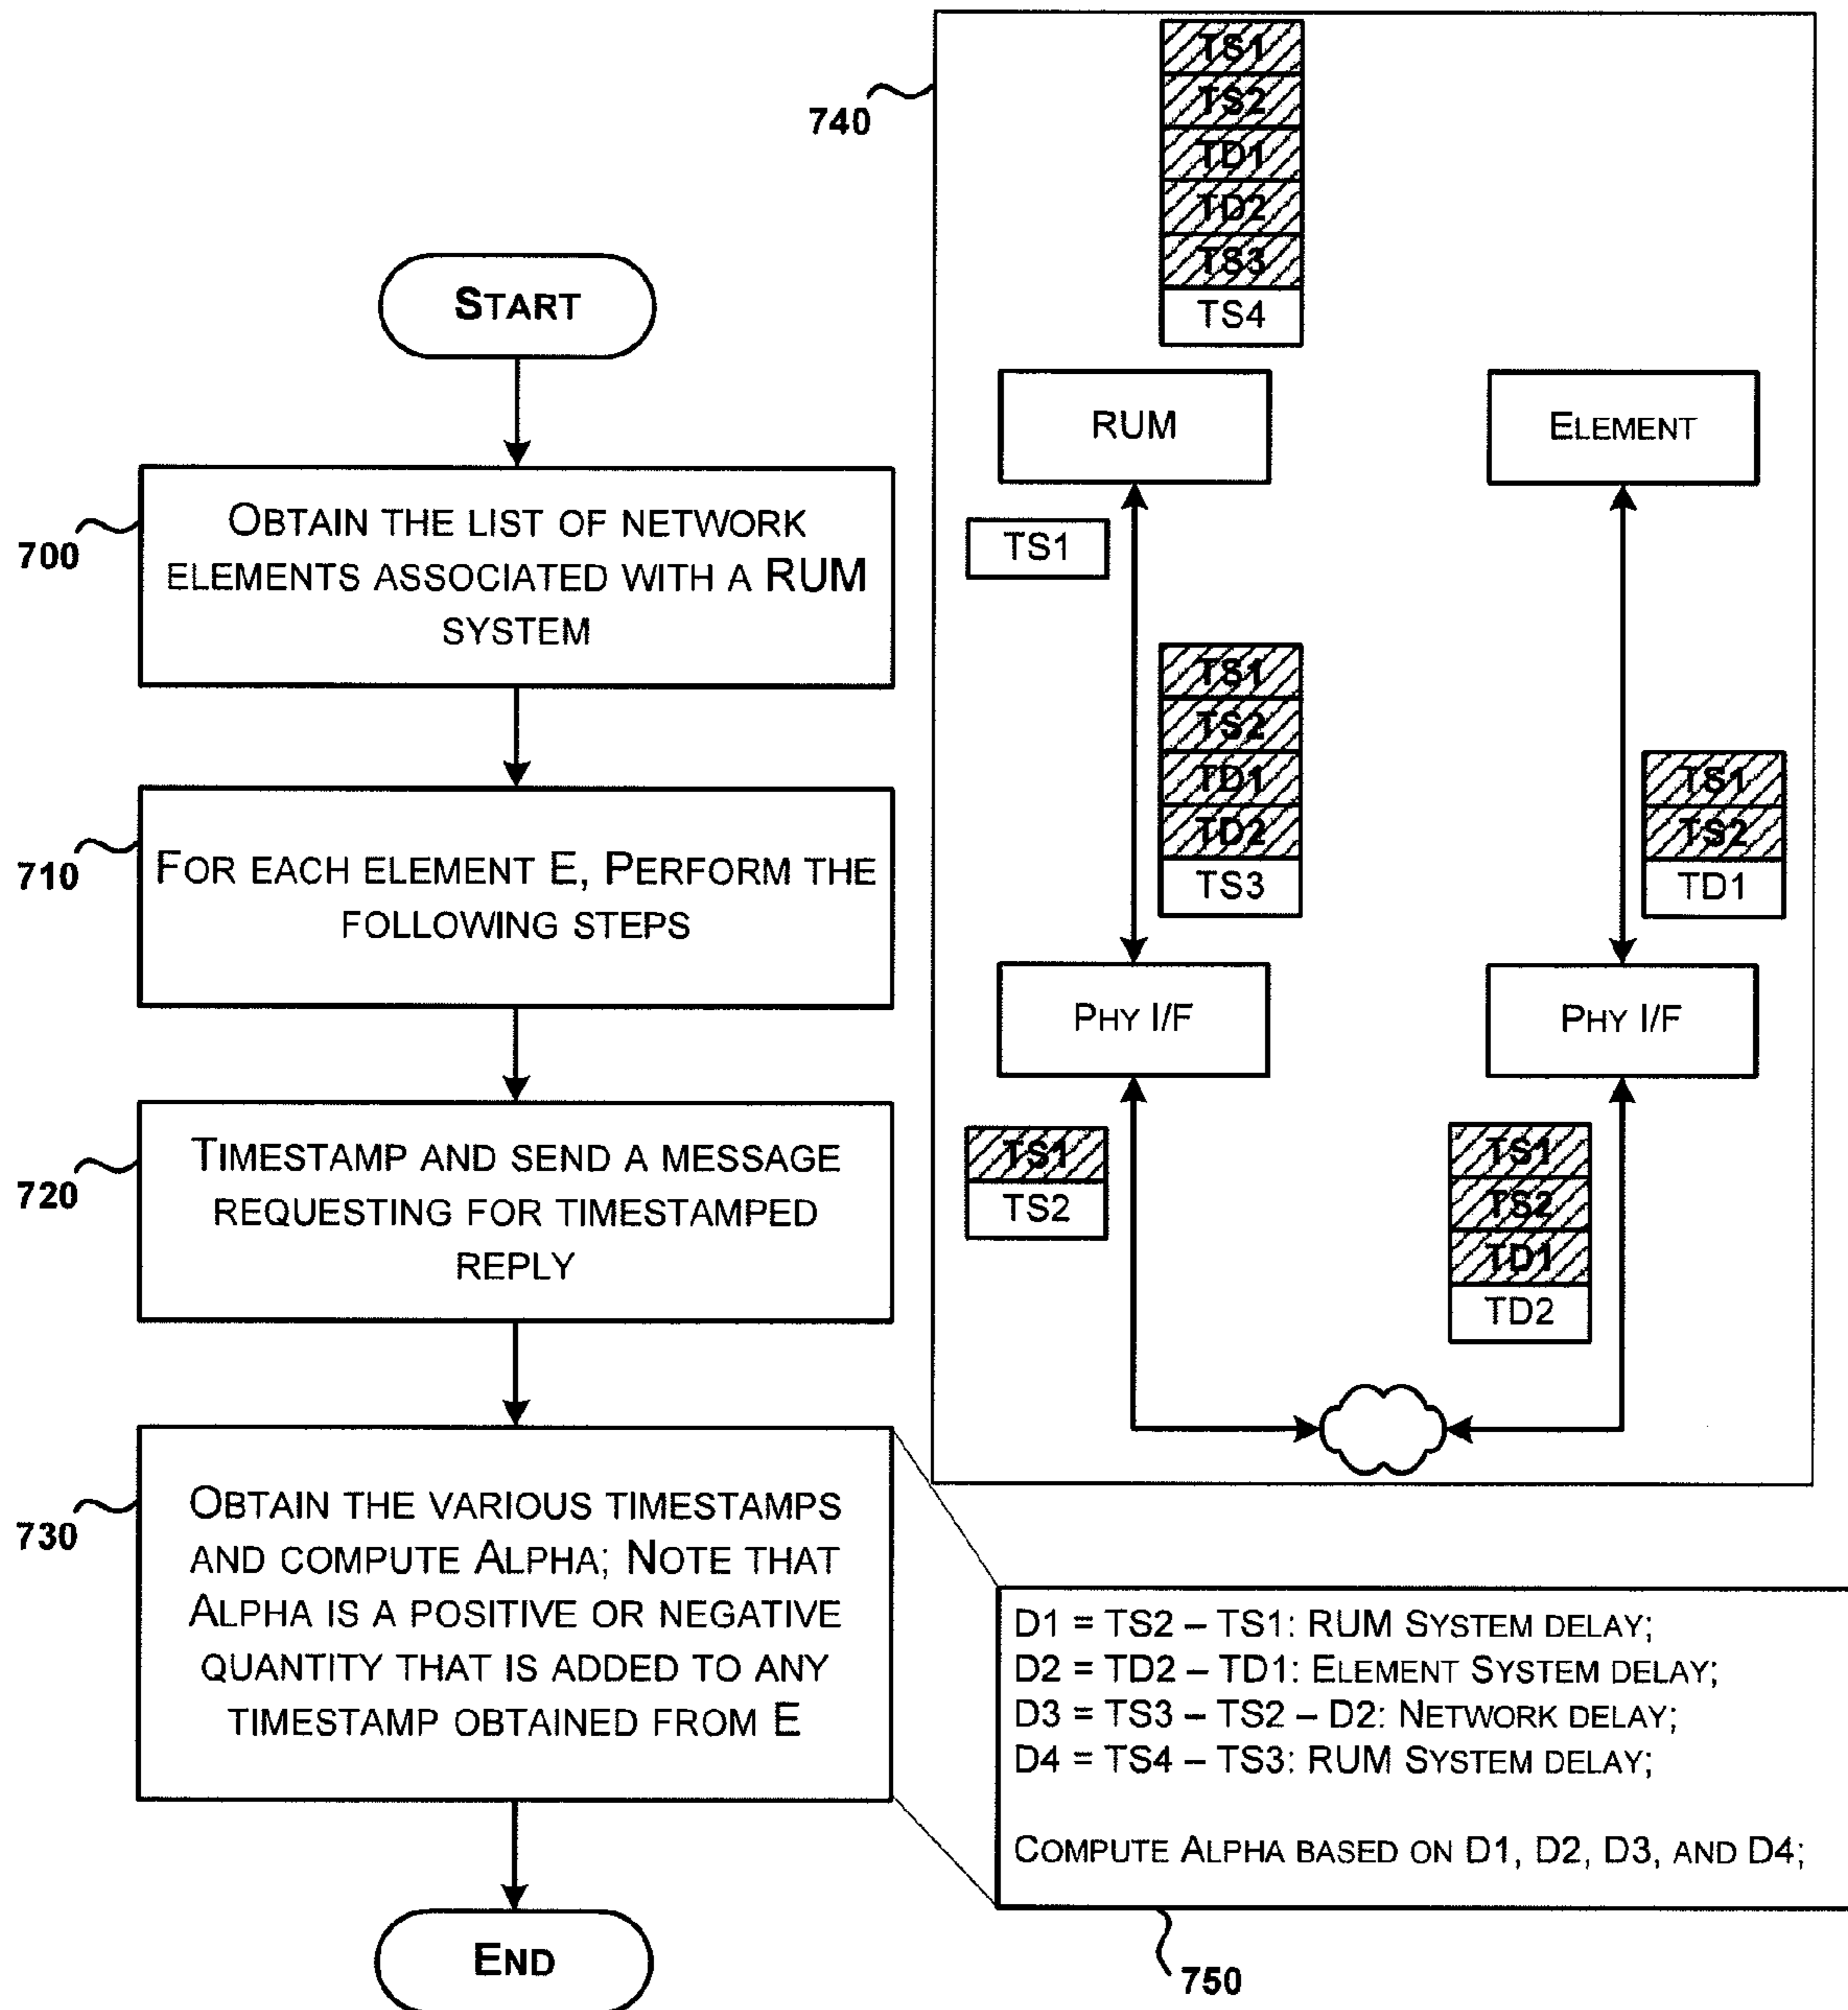 START
700
OBTAIN THE LIST OF NETWORK
ELEMENTS ASSOCIATED WITH A RUM
SYSTEM
710
FOR EACH ELEMENT E, PERFORM THE
FOLLOWING STEPS
720
TIMESTAMP AND SEND A MESSAGE
REQUESTING FOR TIMESTAMPED
REPLY
730
OBTAIN THE VARIOUS TIMESTAMPS
AND COMPUTE ALPHA; NOTE THAT
ALPHA IS A POSITIVE OR NEGATIVE
QUANTITY THAT IS ADDED TO ANY
TIMESTAMP OBTAINED FROM E
END
740
TS1
TS2
TD1
TD2
TS3
TS4
RUM
ELEMENT
TS1
TS1
TS2
TD1
TD2
TS3
TS1
TS2
TD1
PHY I/F
PHY I/F
TS1
TS2
TS1
TS2
TD1
TD2
D1 = TS2 – TS1: RUM SYSTEM DELAY;
D2 = TD2 – TD1: ELEMENT SYSTEM DELAY;
D3 = TS3 – TS2 – D2: NETWORK DELAY;
D4 = TS4 – TS3: RUM SYSTEM DELAY;
COMPUTE ALPHA BASED ON D1, D2, D3, AND D4;
750